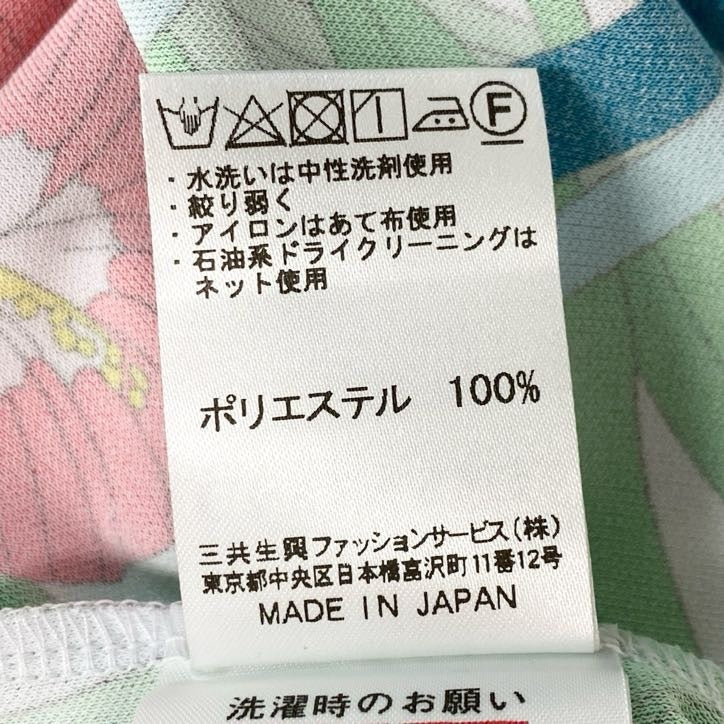 F
・水洗いは中性洗剤使用
・絞り弱く
・アイロンはあて布使用
・石油系ドライクリーニングは
ネット使用
ポリエステル 100%
三共生興ファッションサービス(株)
東京都中央区日本橋富沢町11番12号
MADE IN JAPAN
洗濯時のお願い